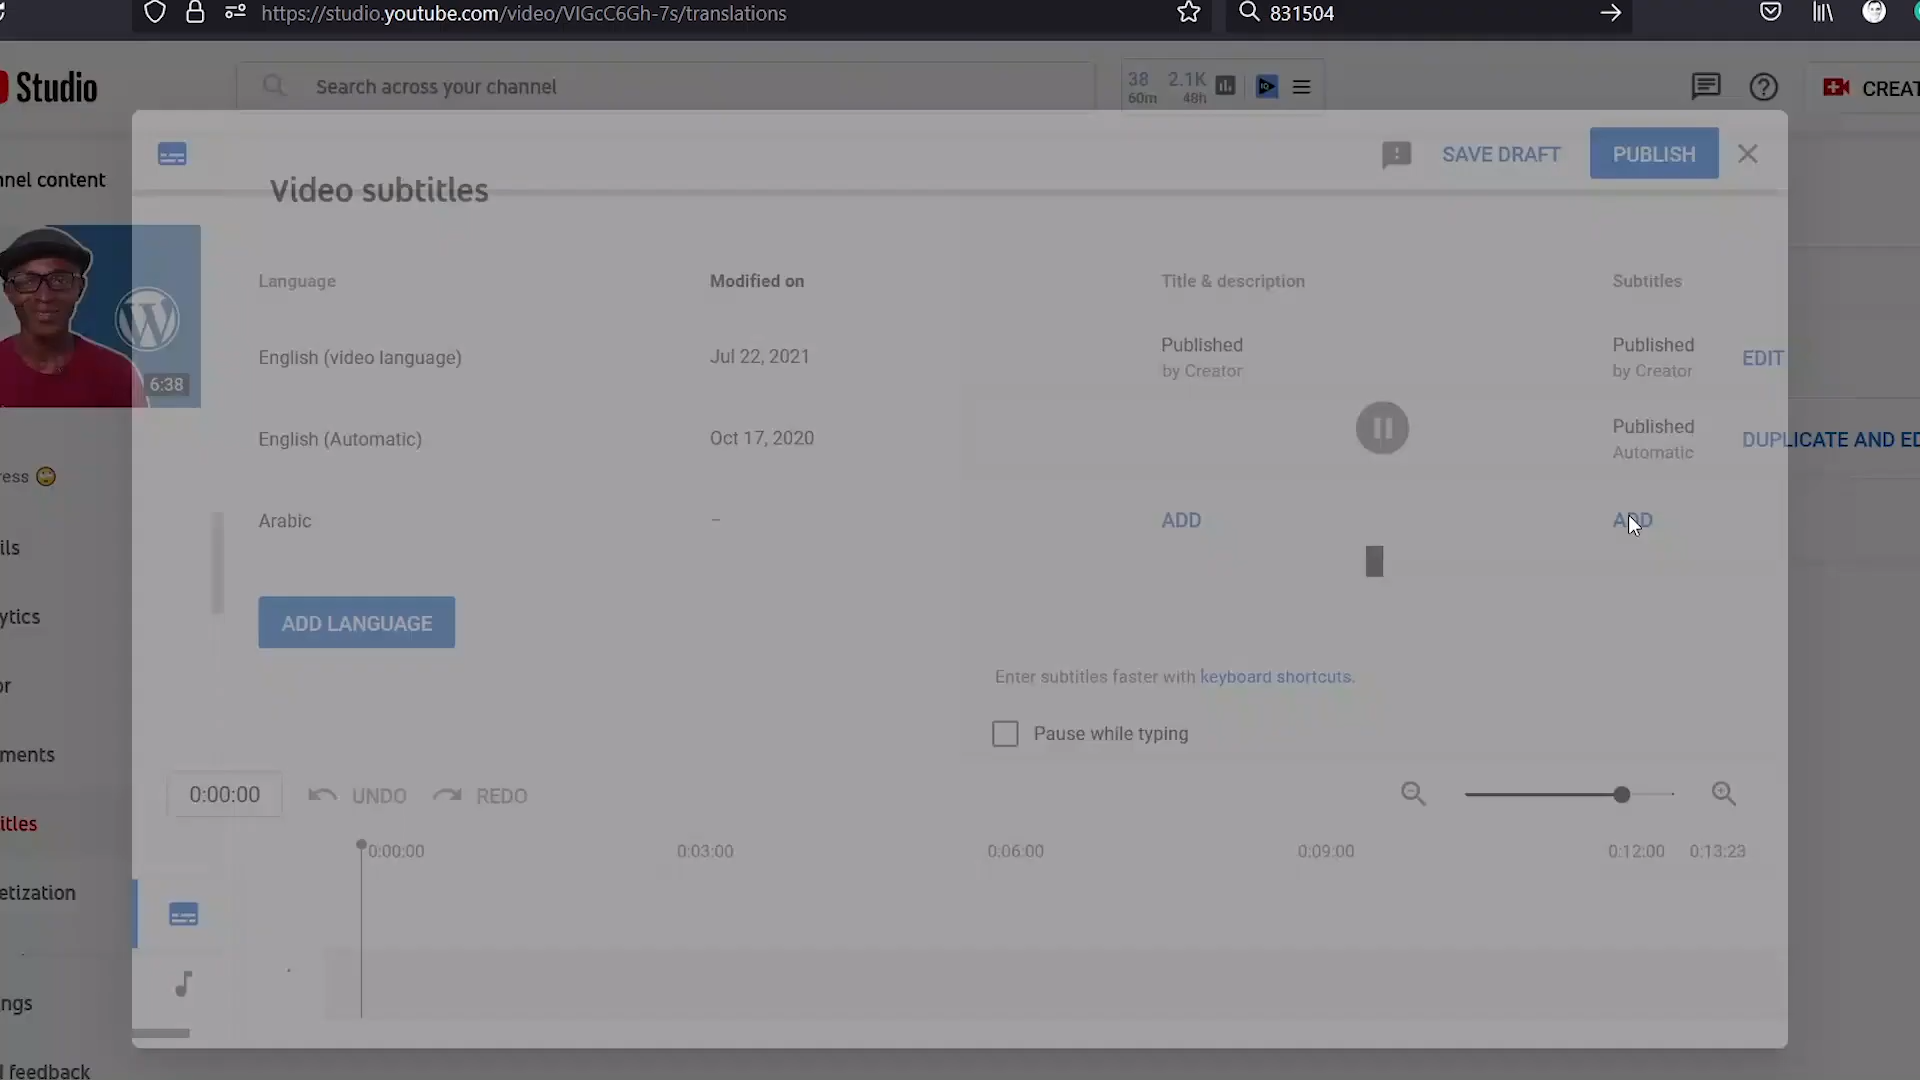 https://studio.youtube.com/video/VIGcC6Gh-7s/translations
831504
Studio
Search across your channel
38 2.1K
60m 48h
CREAT
SAVE DRAFT
PUBLISH
nnel content
Video subtitles
Language Modified on Title & description Subtitles
English (video language) Jul 22, 2021 Published Published EDIT
by Creator by Creator
6:38
English (Automatic) Oct 17, 2020 Published DUPLICATE AND ED
Automatic
ress
Arabic – ADD ADD
ils
ytics
ADD LANGUAGE
Enter subtitles faster with keyboard shortcuts.
or
Pause while typing
ments
0:00:00 UNDO REDO
itles
0:00:00 0:03:00 0:06:00 0:09:00 0:12:00 0:13:23
etization
ngs
l feedback